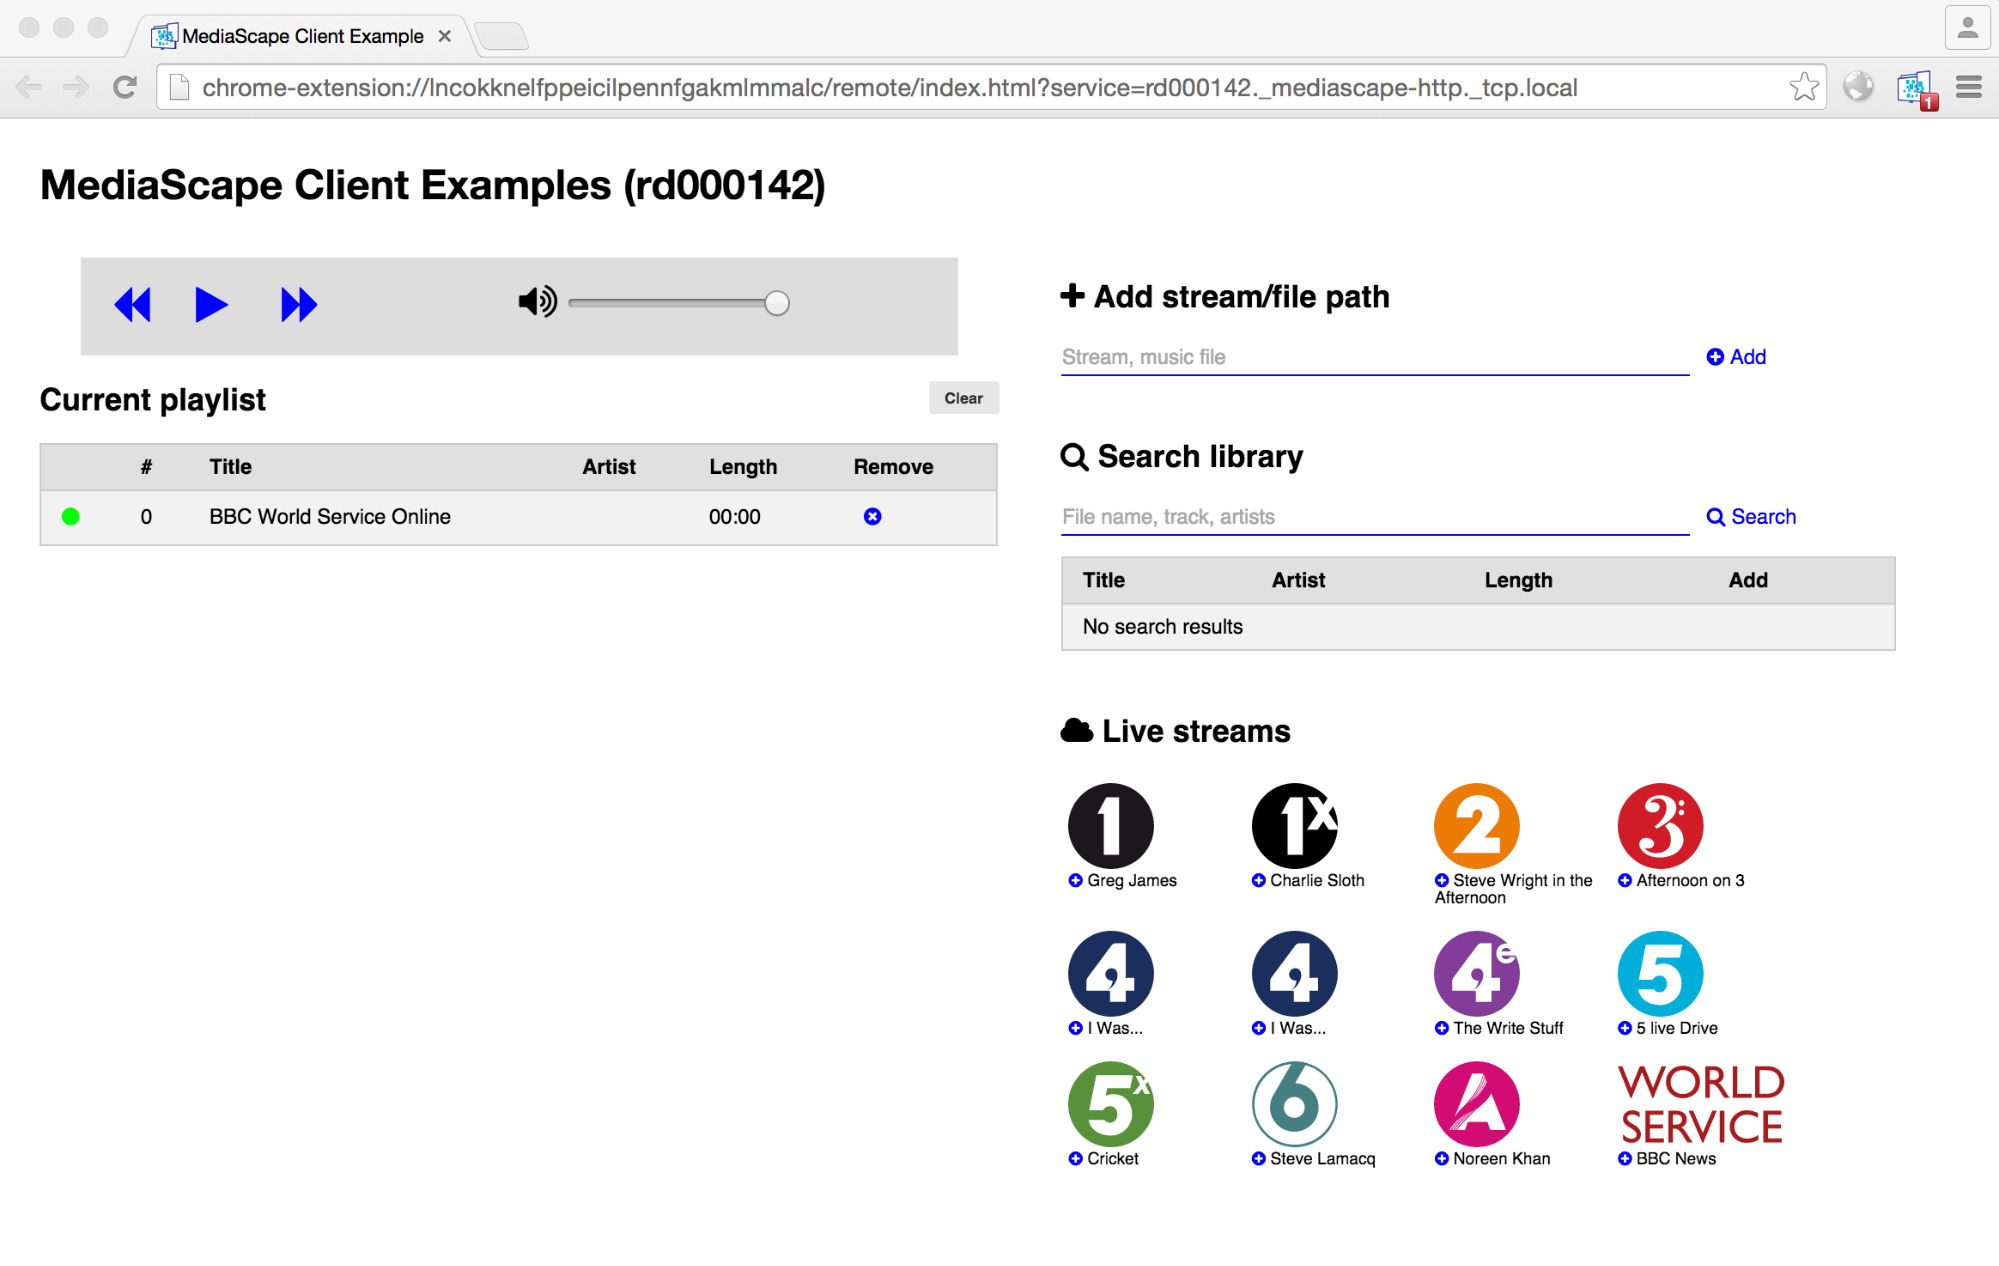 MediaScape Client Example
chrome-extension://lncokknelfppeicilpennfgakmlmmalc/remote/index.html?service=rd000142._mediascape-http._tcp.local
1
MediaScape Client Examples (rd000142)
Current playlist
Clear
# Title Artist Length Remove
0 BBC World Service Online 00:00
Add stream/file path
Stream, music file
Add
Search library
File name, track, artists
Search
Title Artist Length Add
No search results
Live streams
1 1X 2 3
Greg James
Charlie Sloth
Steve Wright in the
Afternoon
Afternoon on 3
4 4 4e 5
I Was...
I Was...
The Write Stuff
5 live Drive
5x 6 A
WORLD
SERVICE
Cricket
Steve Lamacq
Noreen Khan
BBC News